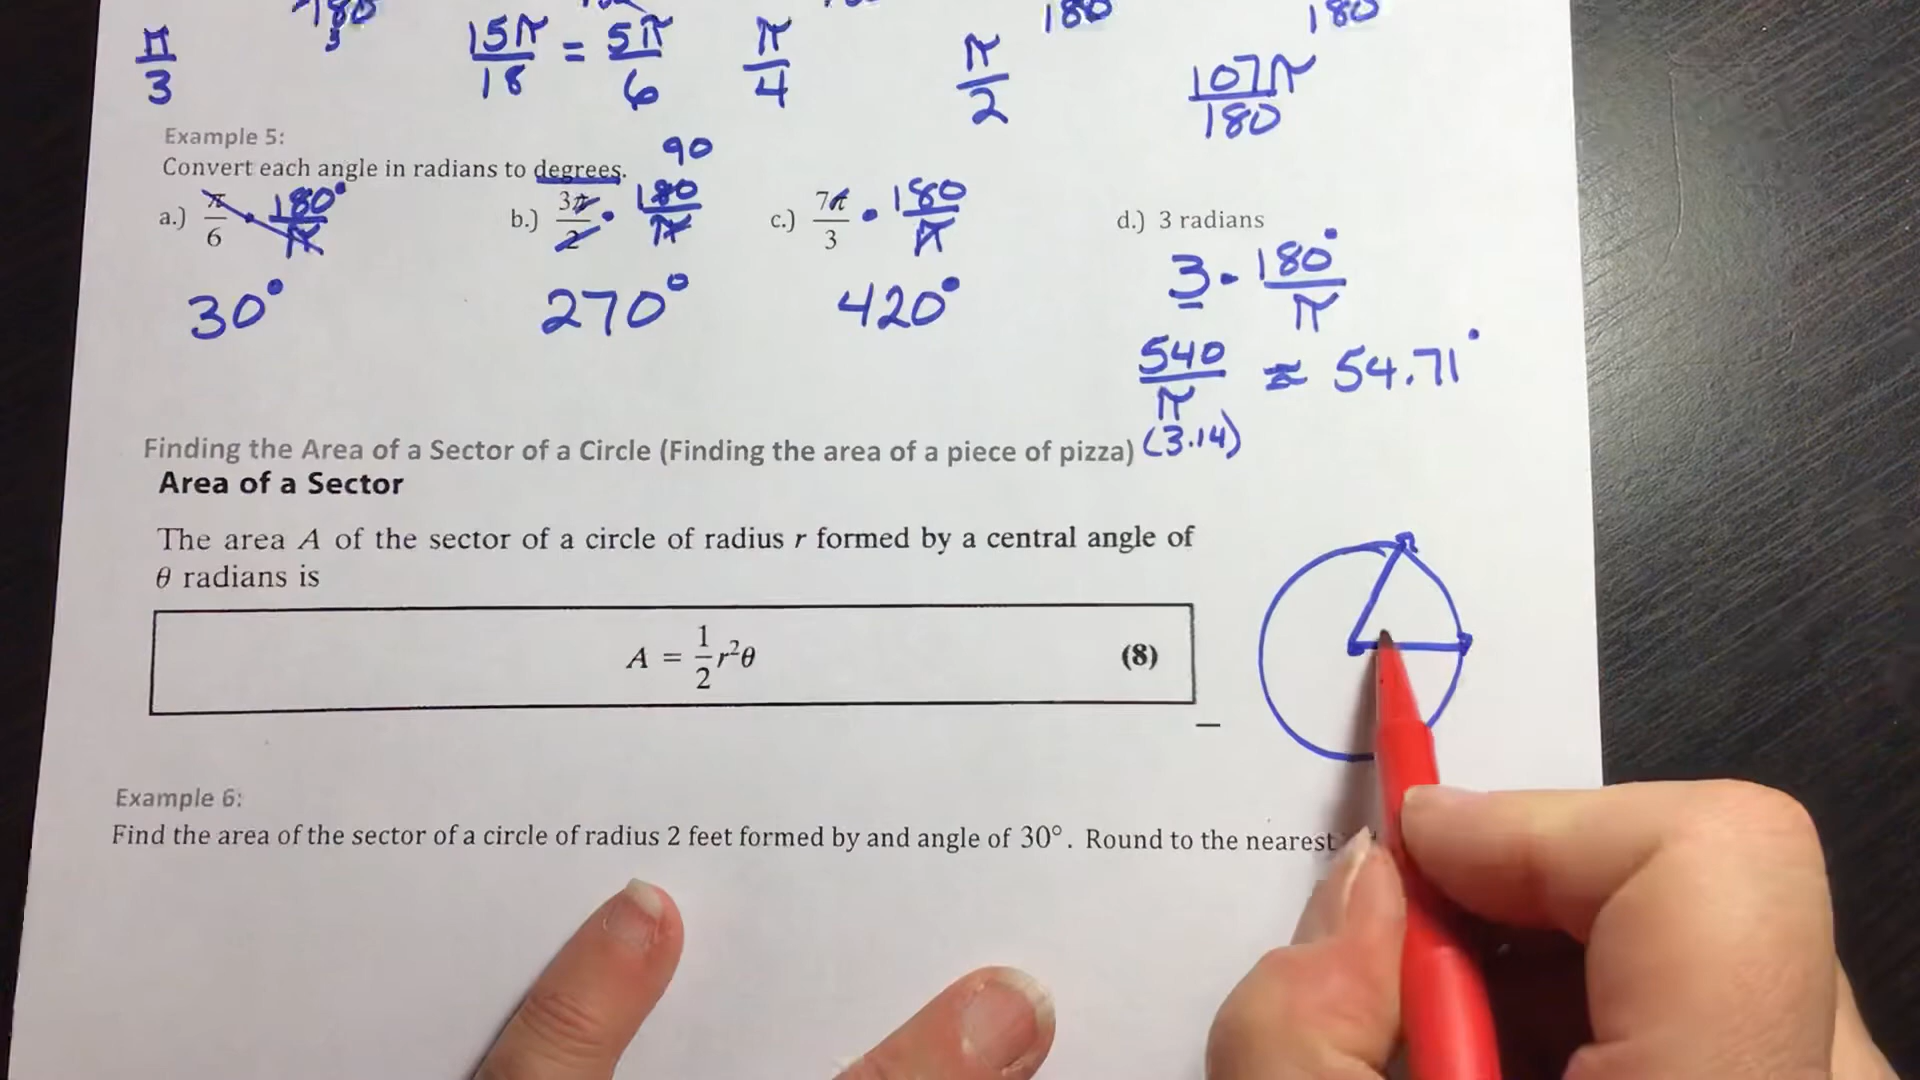 180 180 180
3
π/3 15π/18 = 5π/6 π/4 π/2 107π/180
Example 5:
90
Convert each angle in radians to degrees.
a.) π/6 · 180°/π b.) 3π/2 · 180/π c.) 7π/3 · 180/π d.) 3 radians
3 · 180°/π
30° 270° 420°
540/π ≈ 54.71°
(3.14)
Finding the Area of a Sector of a Circle (Finding the area of a piece of pizza)
Area of a Sector
The area A of the sector of a circle of radius r formed by a central angle of
θ radians is
A = 1/2 r²θ (8)
Example 6:
Find the area of the sector of a circle of radius 2 feet formed by and angle of 30°. Round to the nearest